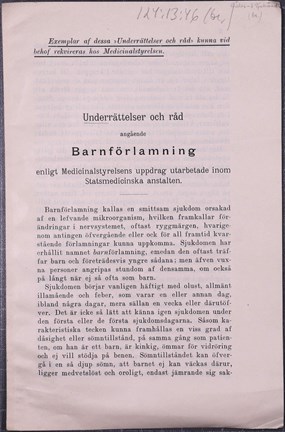 124:13:46
Exemplar af dessa »Underrättelser och råd» kunna vid
behof rekvireras hos Medicinalstyrelsen.
Underrättelser och råd
angående
Barnförlamning
enligt Medicinalstyrelsens uppdrag utarbetade inom
Statsmedicinska anstalten.
Barnförlamning kallas en smittsam sjukdom orsakad
af en lefvande mikroorganism, hvilken framkallar för-
ändringar i nervsystemet, oftast ryggmärgen, hvarige-
nom antingen öfvergående eller ock för all framtid kvar-
stående förlamningar kunna uppkomma. Sjukdomen har
erhållit namnet barnförlamning, emedan den oftast träf-
far barn och företrädesvis yngre sådana; men äfven vux-
na personer angripas stundom af densamma, om också
på långt när ej så ofta som barn.
Sjukdomen börjar vanligen häftigt med olust, allmänt
illamående och feber, som varar en eller annan dag,
ibland några dagar, mera sällan en vecka eller däröf-
ver. Det är icke så lätt att känna igen sjukdomen under
den första eller de första sjukdomsdagarna. Såsom ka-
rakteristiska tecken kunna framhållas en viss grad af
dåsighet eller sömntillstånd, på samma gång som patien-
ten, om han är ett barn, är kinkig, ömmar för vidröring
och ej vill stödja på benen. Sömntillståndet kan öfver-
gå i en så djup sömn, att barnet ej kan väckas därur,
ligger medvetslöst och oroligt, endast jämrande sig sak-